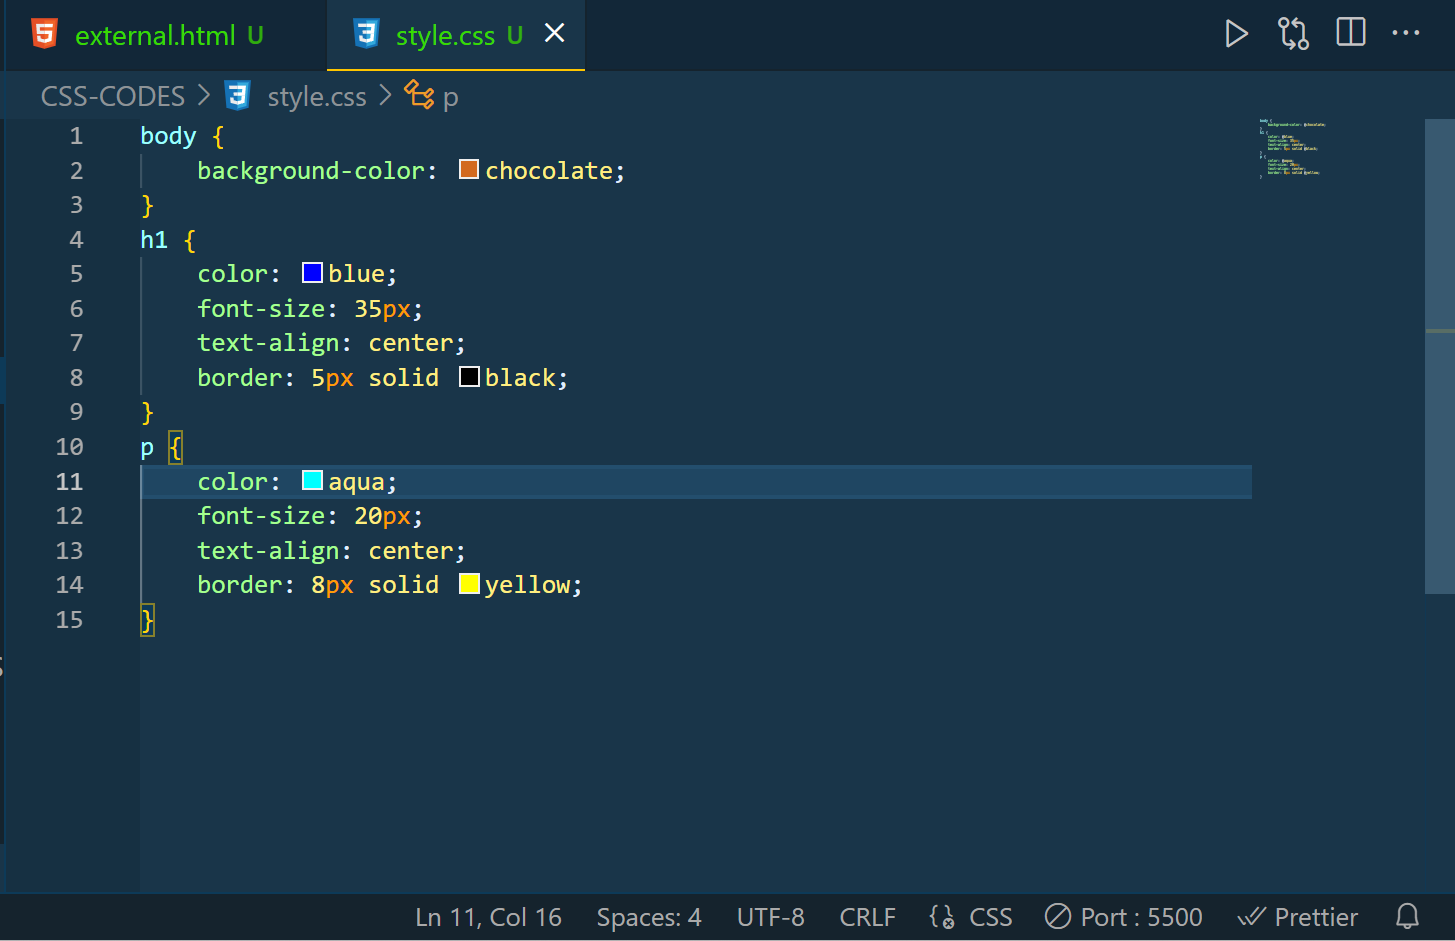 external.html U style.css U
CSS-CODES > style.css > p
1 body {
2     background-color: chocolate;
3 }
4 h1 {
5     color: blue;
6     font-size: 35px;
7     text-align: center;
8     border: 5px solid black;
9 }
10 p {
11     color: aqua;
12     font-size: 20px;
13     text-align: center;
14     border: 8px solid yellow;
15 }
Ln 11, Col 16 Spaces: 4 UTF-8 CRLF CSS Port : 5500 Prettier